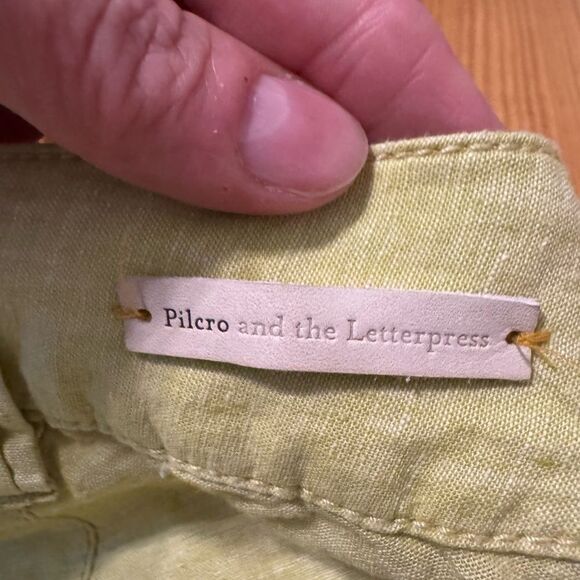 Pilcro and the Letterpress